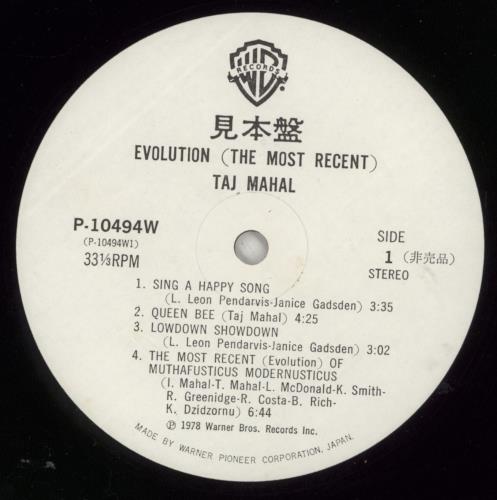 WB
RECORDS
見本盤
EVOLUTION (THE MOST RECENT)
TAJ MAHAL
P-10494W
(P-10494W1)
33⅓RPM
SIDE
1 (非売品)
STEREO
1. SING A HAPPY SONG
(L. Leon Pendarvis-Janice Gadsden) 3:35
2. QUEEN BEE (Taj Mahal) 4:25
3. LOWDOWN SHOWDOWN
(L. Leon Pendarvis-Janice Gadsden) 3:02
4. THE MOST RECENT (Evolution) OF
MUTHAFUSTICUS MODERNUSTICUS
(I. Mahal-T. Mahal-L. McDonald-K. Smith-
R. Greenidge-R. Costa-B. Rich-
K. Dzidzornu) 6:44
℗ 1978 Warner Bros. Records Inc.
MADE BY WARNER PIONEER CORPORATION, JAPAN.